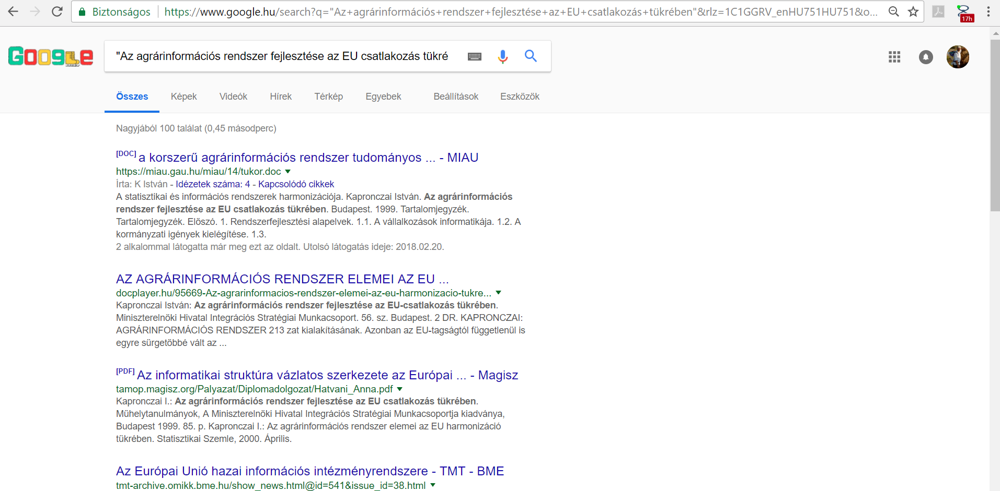 Biztonságos https://www.google.hu/search?q="Az+agrárinformációs+rendszer+fejlesztése+az+EU+csatlakozás+tükrében"&rlz=1C1GGRV_enHU751HU751&o...
17h
Google
"Az agrárinformációs rendszer fejlesztése az EU csatlakozás tükré
Összes Képek Videók Hírek Térkép Egyebek Beállítások Eszközök
Nagyjából 100 találat (0,45 másodperc)
[DOC] a korszerű agrárinformációs rendszer tudományos ... - MIAU
https://miau.gau.hu/miau/14/tukor.doc
Írta: K István - Idézetek száma: 4 - Kapcsolódó cikkek
A statisztikai és információs rendszerek harmonizációja. Kapronczai István. Az agrárinformációs
rendszer fejlesztése az EU csatlakozás tükrében. Budapest. 1999. Tartalomjegyzék.
Tartalomjegyzék. Előszó. 1. Rendszerfejlesztési alapelvek. 1.1. A vállalkozások informatikája. 1.2. A
kormányzati igények kielégítése. 1.3.
2 alkalommal látogatta már meg ezt az oldalt. Utolsó látogatás ideje: 2018.02.20.
AZ AGRÁRINFORMÁCIÓS RENDSZER ELEMEI AZ EU ...
docplayer.hu/95669-Az-agrarinformacios-rendszer-elemei-az-eu-harmonizacio-tukre...
Kapronczai István: Az agrárinformációs rendszer fejlesztése az EU-csatlakozás tükrében.
Miniszterelnöki Hivatal Integrációs Stratégiai Munkacsoport. 56. sz. Budapest. 2 DR. KAPRONCZAI:
AGRÁRINFORMÁCIÓS RENDSZER 213 zat kialakításának. Azonban az EU-tagságtól függetlenül is
egyre sürgetőbbé vált az ...
[PDF] Az informatikai struktúra vázlatos szerkezete az Európai ... - Magisz
tamop.magisz.org/Palyazat/Diplomadolgozat/Hatvani_Anna.pdf
Kapronczai I.: Az agrárinformációs rendszer fejlesztése az EU csatlakozás tükrében.
Műhelytanulmányok, A Miniszterelnöki Hivatal Integrációs Stratégiai Munkacsoportja kiadványa,
Budapest 1999. 85. p. Kapronczai I.: Az agrárinformációs rendszer elemei az EU harmonizáció
tükrében. Statisztikai Szemle, 2000. Április.
Az Európai Unió hazai információs intézményrendszere - TMT - BME
tmt-archive.omikk.bme.hu/show_news.html@id=541&issue_id=38.html